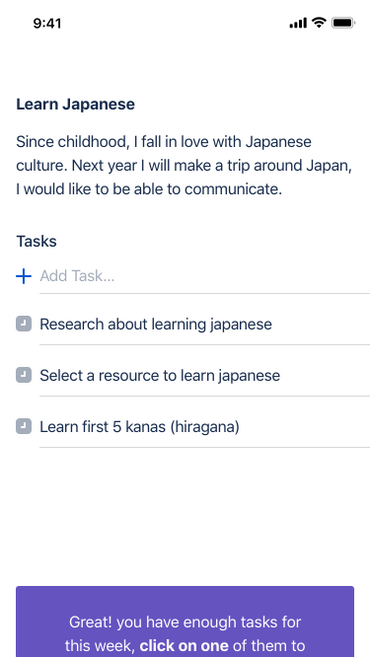 9:41
Learn Japanese
Since childhood, I fall in love with Japanese
culture. Next year I will make a trip around Japan,
I would like to be able to communicate.
Tasks
Add Task...
Research about learning japanese
Select a resource to learn japanese
Learn first 5 kanas (hiragana)
Great! you have enough tasks for
this week, click on one of them to